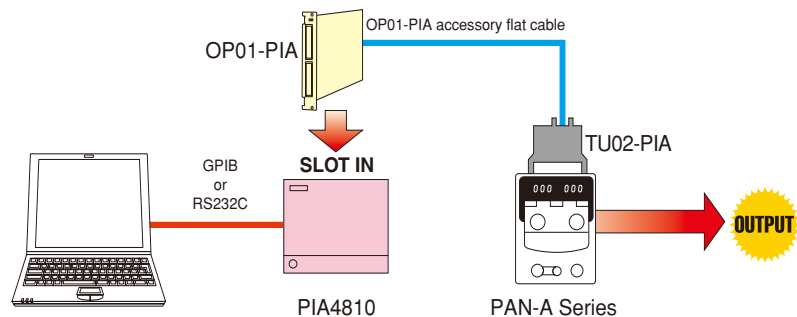 OP01-PIA accessory flat cable
OP01-PIA
TU02-PIA
GPIB
or
RS232C
SLOT IN
000 000
OUTPUT
000
PIA4810
PAN-A Series